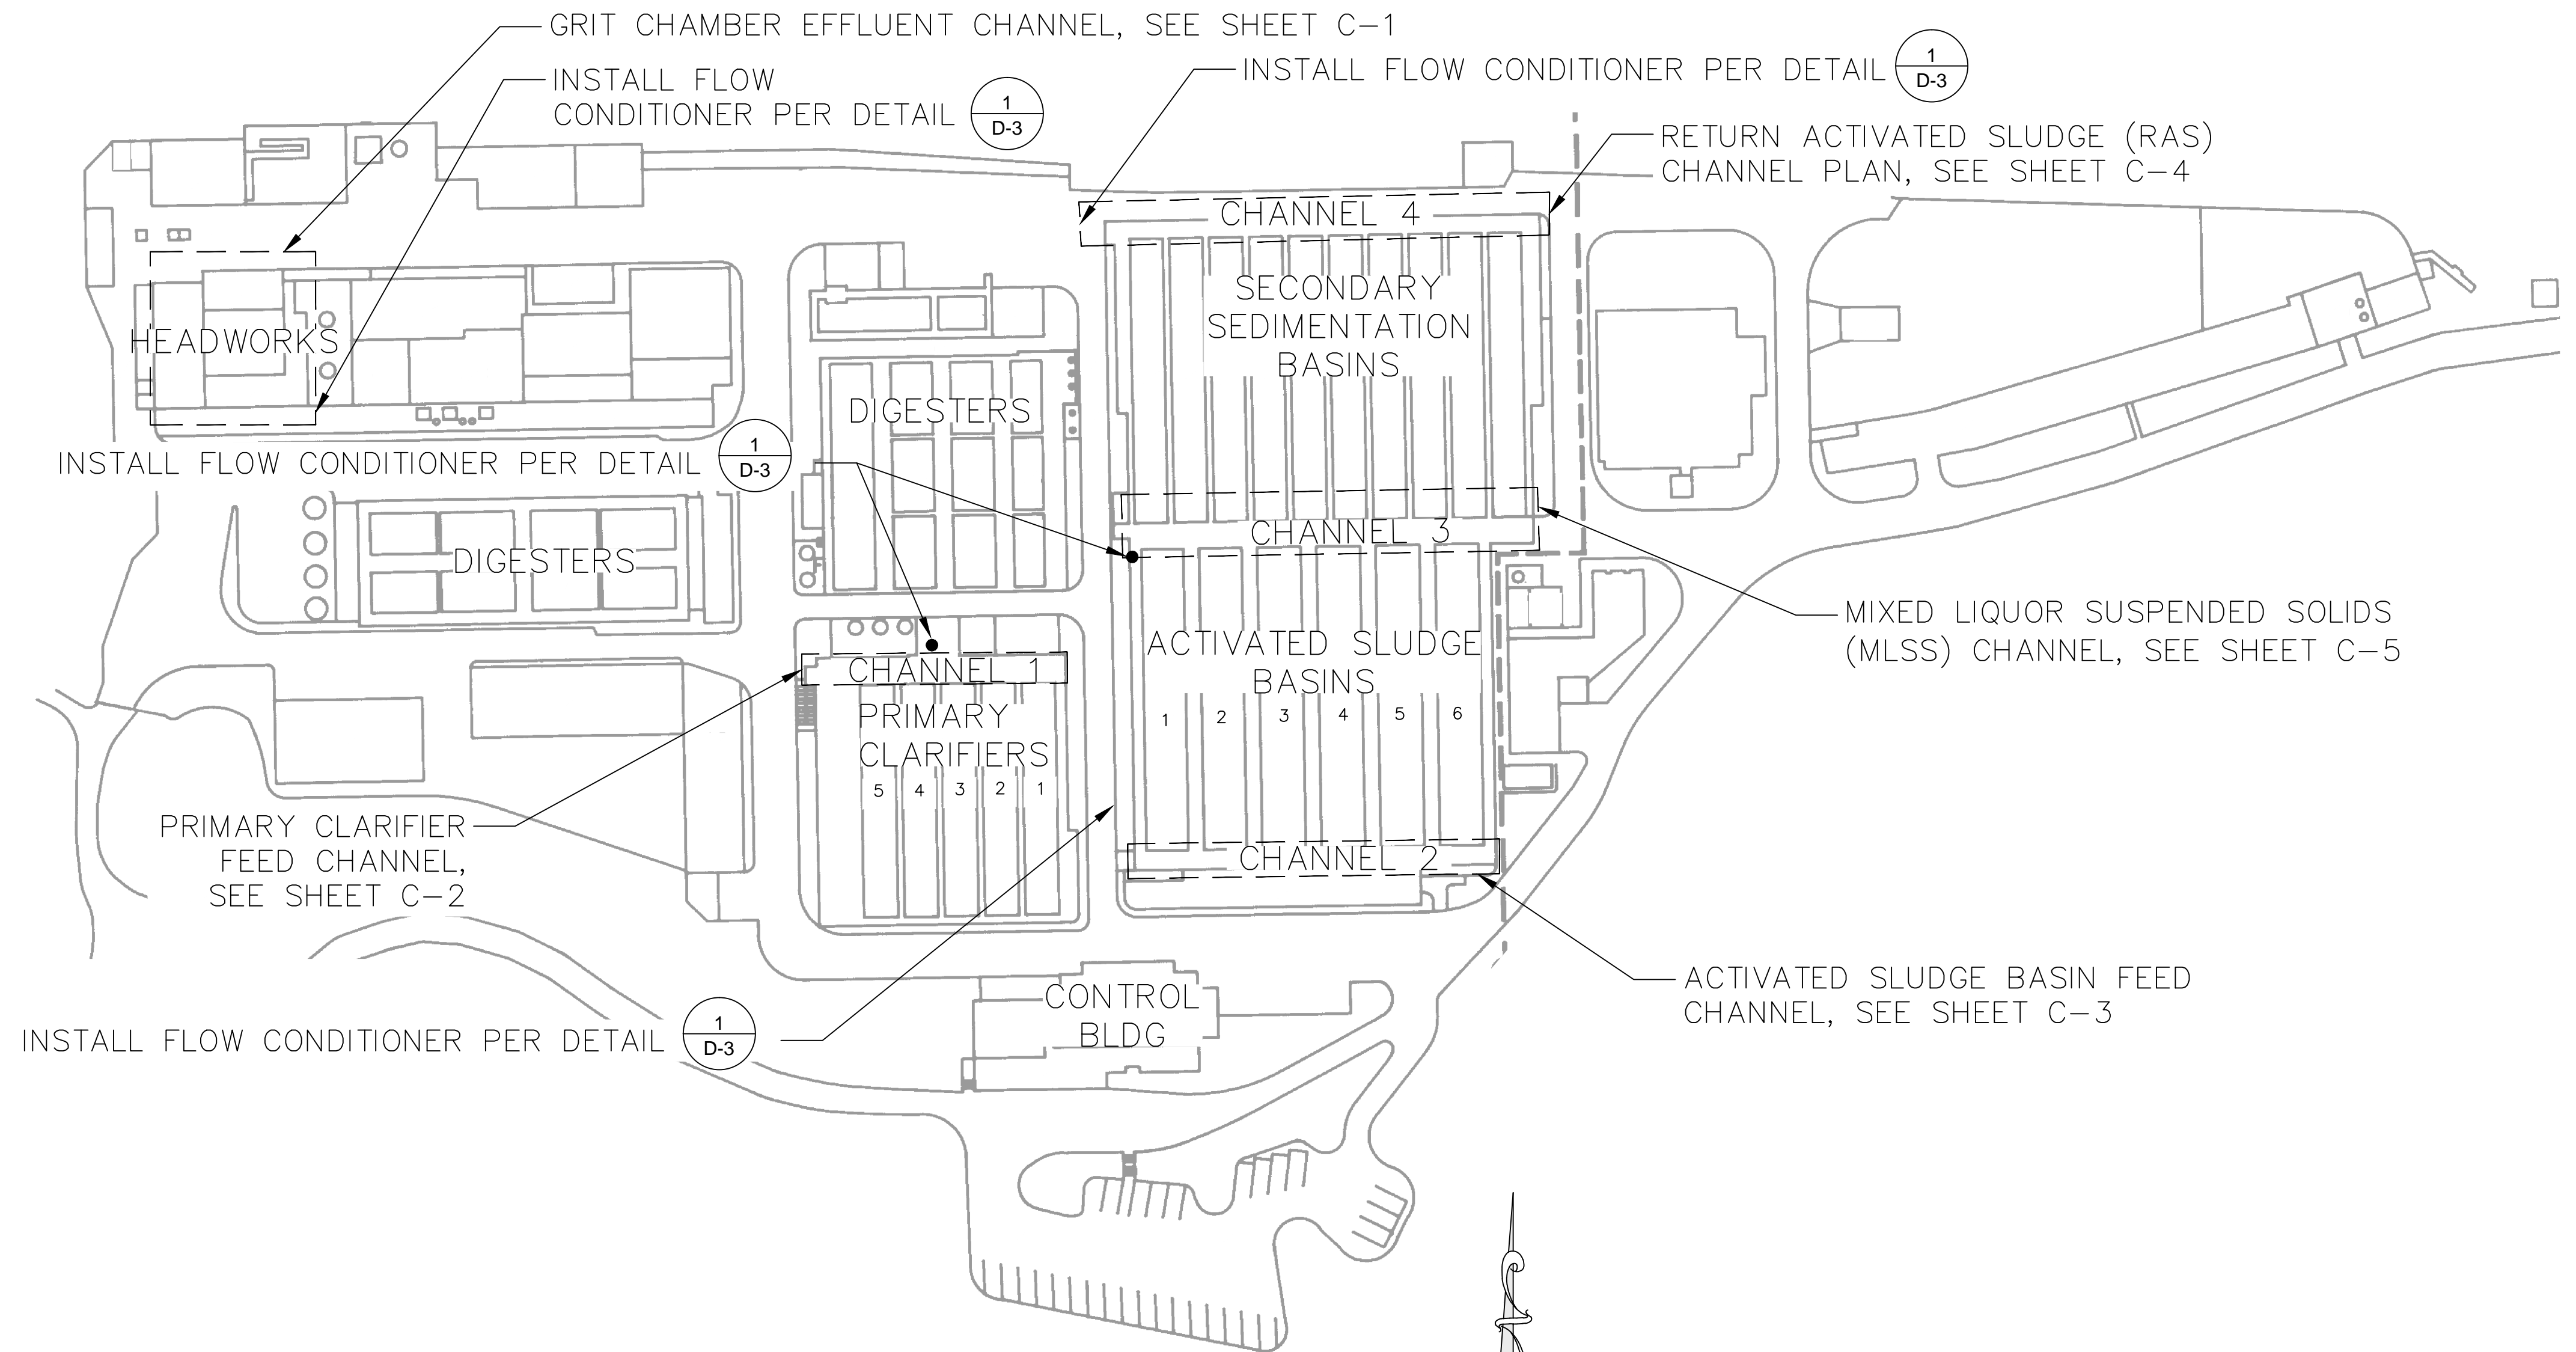 GRIT CHAMBER EFFLUENT CHANNEL, SEE SHEET C-1
INSTALL FLOW
CONDITIONER PER DETAIL
1
D-3
INSTALL FLOW CONDITIONER PER DETAIL
1
D-3
RETURN ACTIVATED SLUDGE (RAS)
CHANNEL PLAN, SEE SHEET C-4
CHANNEL 4
SECONDARY
SEDIMENTATION
BASINS
HEADWORKS
DIGESTERS
INSTALL FLOW CONDITIONER PER DETAIL
1
D-3
CHANNEL 3
DIGESTERS
MIXED LIQUOR SUSPENDED SOLIDS
(MLSS) CHANNEL, SEE SHEET C-5
ACTIVATED SLUDGE
BASINS
1 2 3 4 5 6
CHANNEL 1
PRIMARY
CLARIFIERS
5 4 3 2 1
PRIMARY CLARIFIER
FEED CHANNEL,
SEE SHEET C-2
CHANNEL 2
ACTIVATED SLUDGE BASIN FEED
CHANNEL, SEE SHEET C-3
CONTROL
BLDG
INSTALL FLOW CONDITIONER PER DETAIL
1
D-3